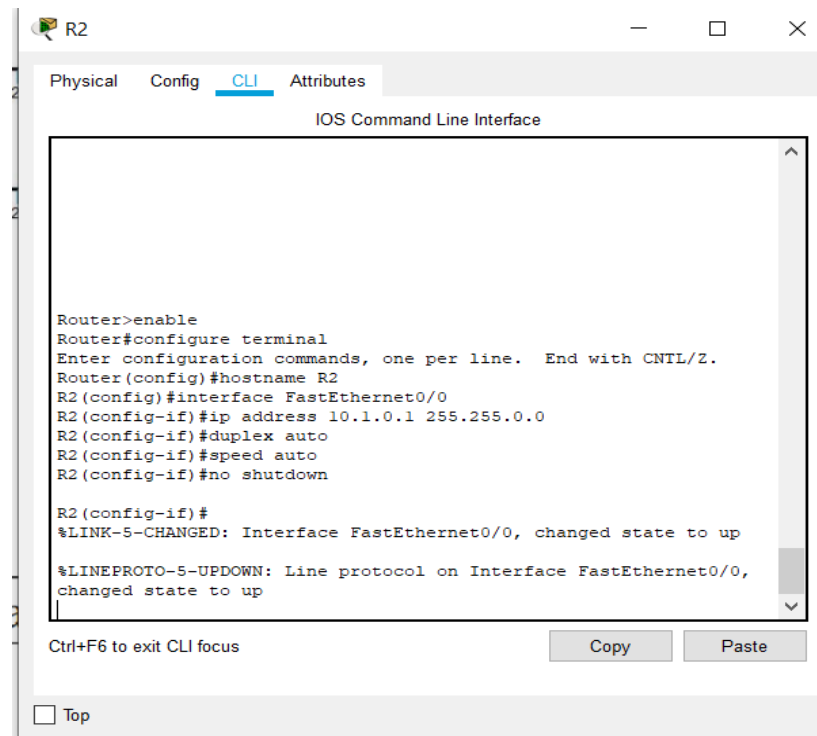 R2
Physical Config CLI Attributes
IOS Command Line Interface
Router>enable
Router#configure terminal
Enter configuration commands, one per line.  End with CNTL/Z.
Router(config)#hostname R2
R2(config)#interface FastEthernet0/0
R2(config-if)#ip address 10.1.0.1 255.255.0.0
R2(config-if)#duplex auto
R2(config-if)#speed auto
R2(config-if)#no shutdown
R2(config-if)#
%LINK-5-CHANGED: Interface FastEthernet0/0, changed state to up
%LINEPROTO-5-UPDOWN: Line protocol on Interface FastEthernet0/0,
changed state to up
Ctrl+F6 to exit CLI focus
Copy Paste
Top